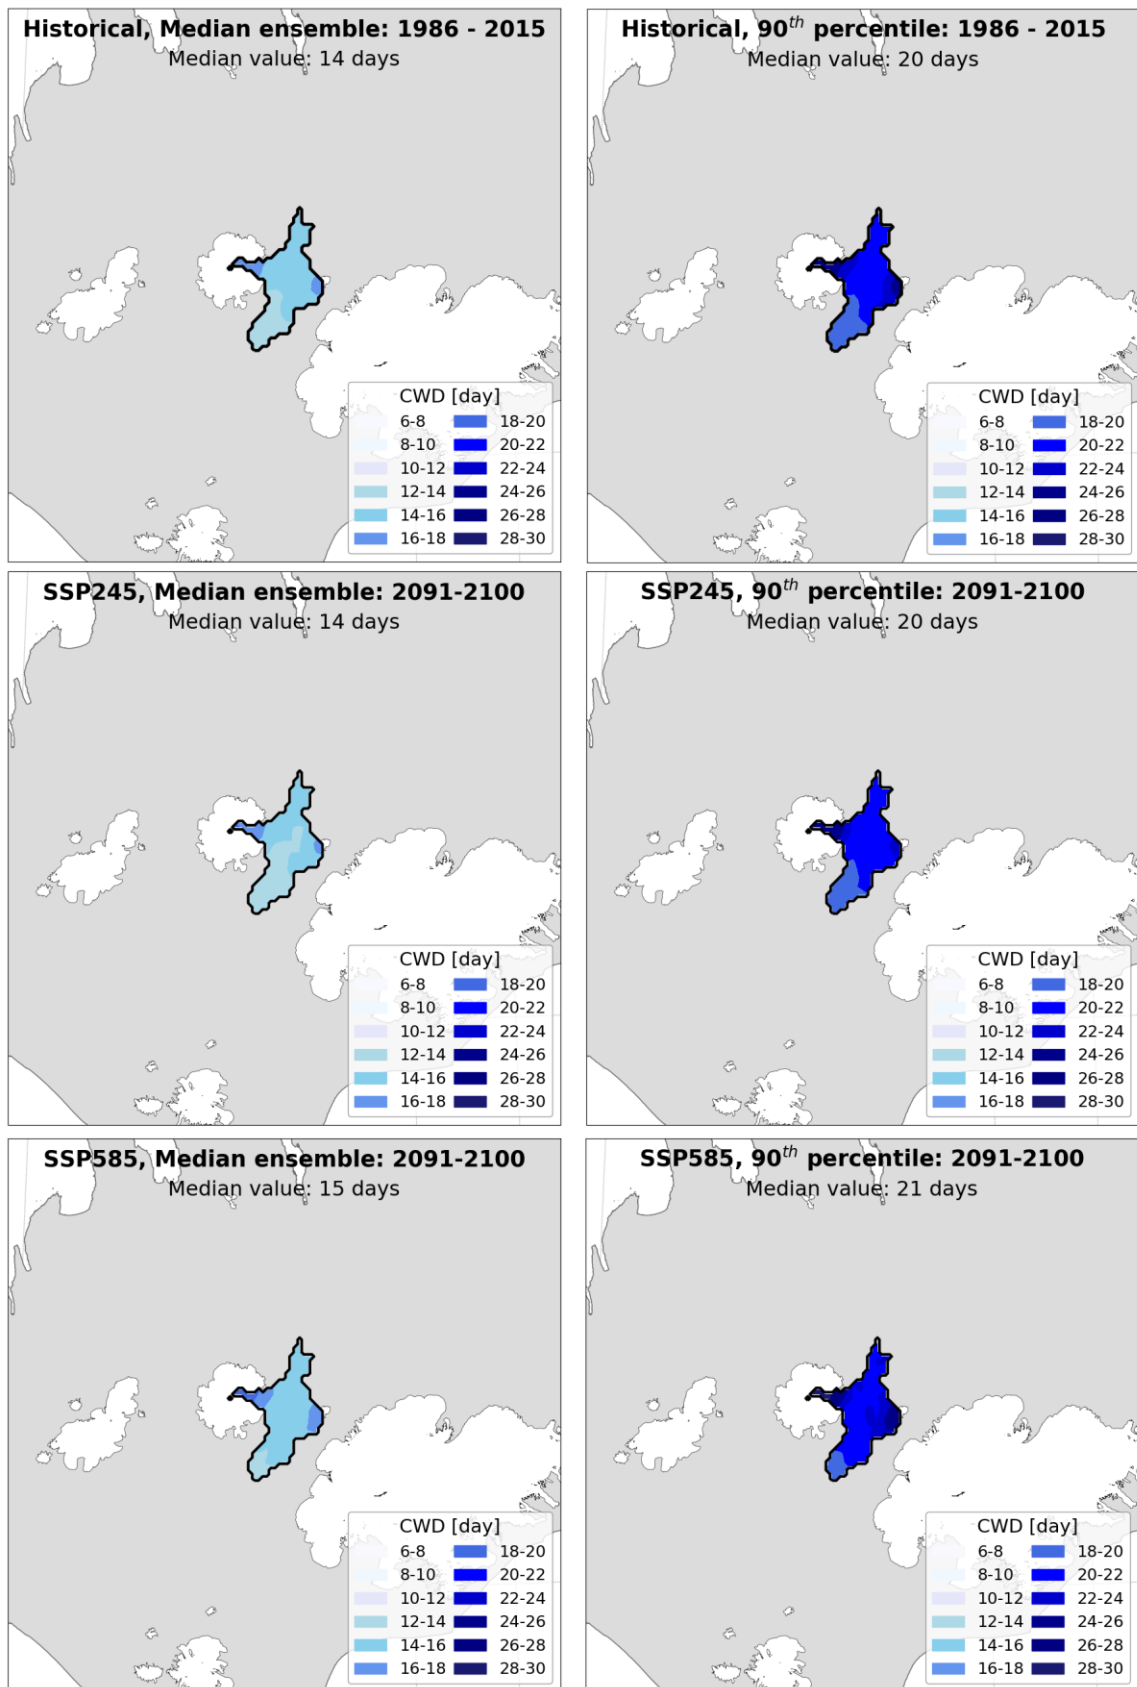 Historical, Median ensemble: 1986 - 2015
Median value: 14 days
CWD [day]
6-8 18-20
8-10 20-22
10-12 22-24
12-14 24-26
14-16 26-28
16-18 28-30
Historical, 90th percentile: 1986 - 2015
Median value: 20 days
CWD [day]
6-8 18-20
8-10 20-22
10-12 22-24
12-14 24-26
14-16 26-28
16-18 28-30
SSP245, Median ensemble: 2091-2100
Median value: 14 days
CWD [day]
6-8 18-20
8-10 20-22
10-12 22-24
12-14 24-26
14-16 26-28
16-18 28-30
SSP245, 90th percentile: 2091-2100
Median value: 20 days
CWD [day]
6-8 18-20
8-10 20-22
10-12 22-24
12-14 24-26
14-16 26-28
16-18 28-30
SSP585, Median ensemble: 2091-2100
Median value: 15 days
CWD [day]
6-8 18-20
8-10 20-22
10-12 22-24
12-14 24-26
14-16 26-28
16-18 28-30
SSP585, 90th percentile: 2091-2100
Median value: 21 days
CWD [day]
6-8 18-20
8-10 20-22
10-12 22-24
12-14 24-26
14-16 26-28
16-18 28-30